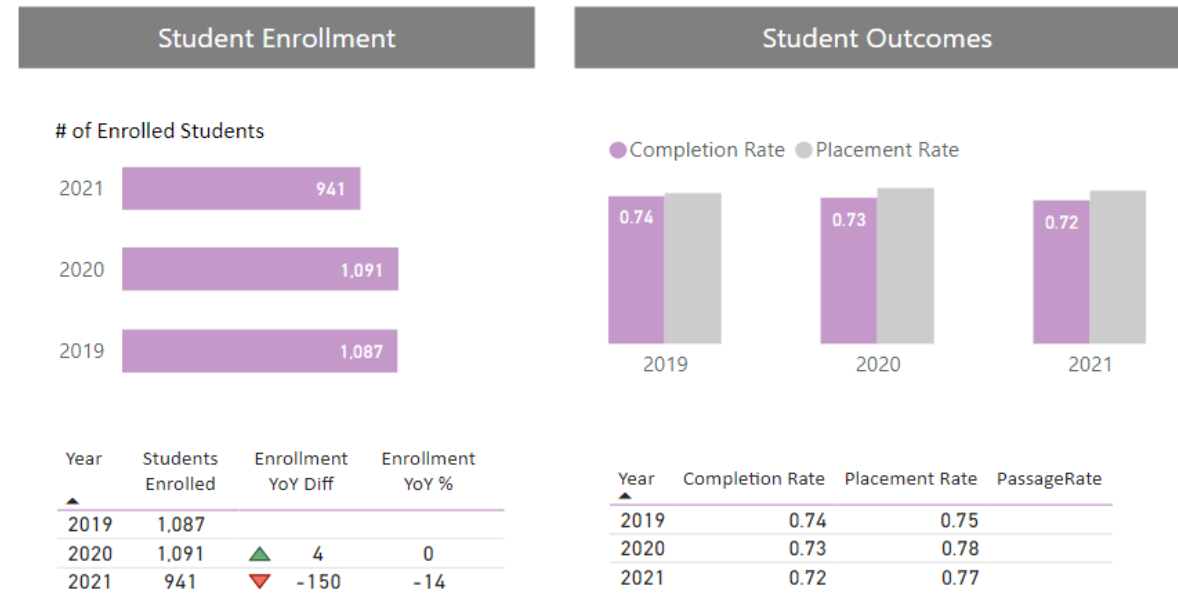 Student Enrollment
# of Enrolled Students
2021 941
2020 1,091
2019 1,087
Year Students Enrolled Enrollment YoY Diff Enrollment YoY %
2019 1,087
2020 1,091 4 0
2021 941 -150 -14
Student Outcomes
Completion Rate Placement Rate
0.74 0.73 0.72
2019 2020 2021
Year Completion Rate Placement Rate PassageRate
2019 0.74 0.75
2020 0.73 0.78
2021 0.72 0.77